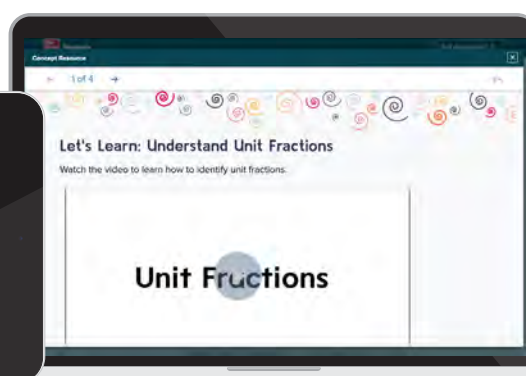 Concept Resource
1 of 4
Let's Learn: Understand Unit Fractions
Watch the video to learn how to identify unit fractions.
Unit Fructions